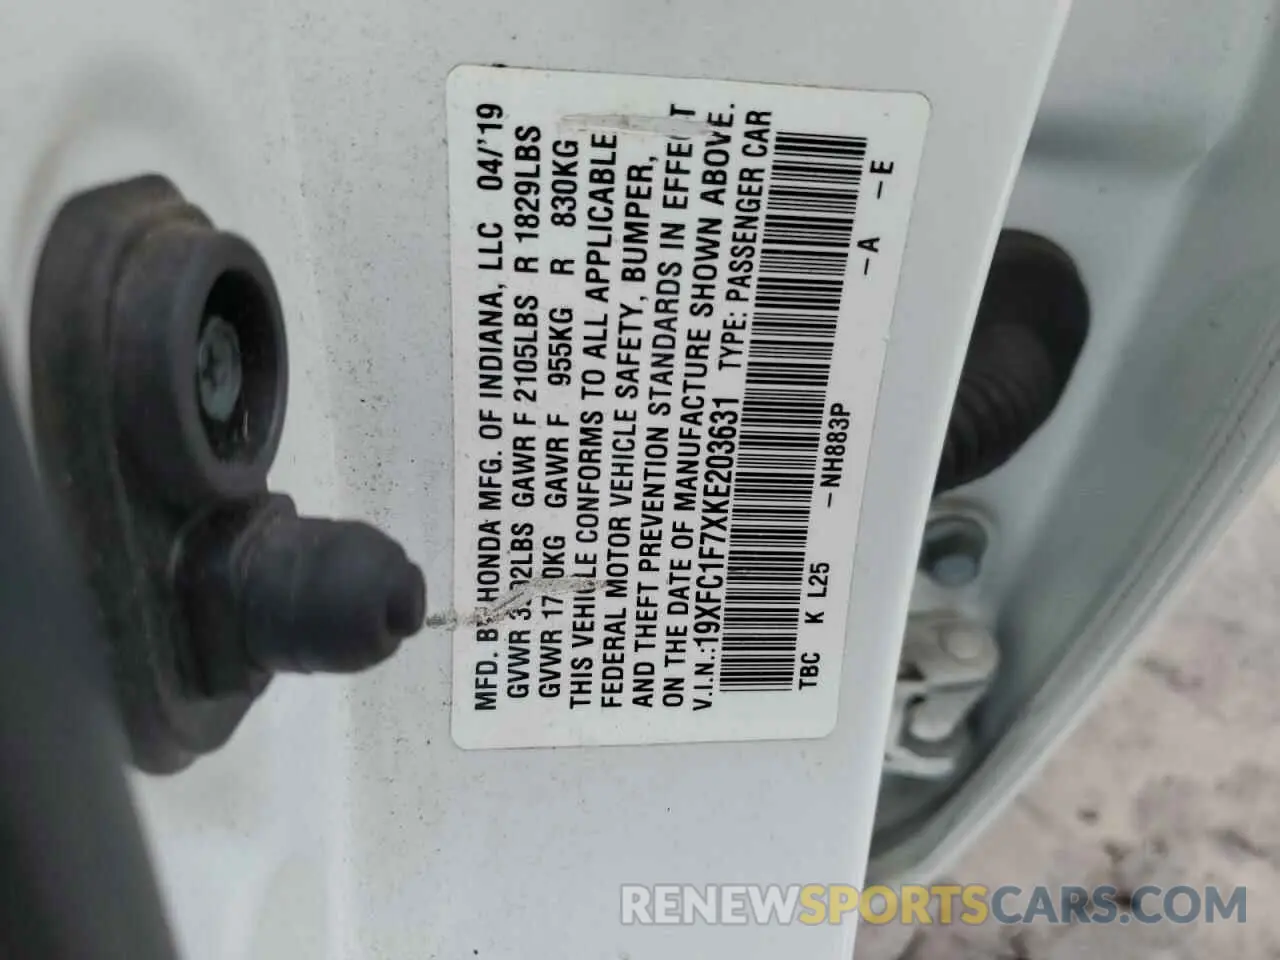 MFD. BY HONDA MFG. OF INDIANA, LLC 04/'19
GVWR LBS GAWR F 2105LBS R 1829LBS
GVWR KG GAWR F 955KG R 830KG
THIS VEHICLE CONFORMS TO ALL APPLICABLE
FEDERAL MOTOR VEHICLE SAFETY, BUMPER,
AND THEFT PREVENTION STANDARDS IN EFFECT
ON THE DATE OF MANUFACTURE SHOWN ABOVE.
V.I.N.:19XFC1F7XKE203631 TYPE: PASSENGER CAR
TBC K L25 -NH883P -A -E
RENEWSPORTSCARS.COM